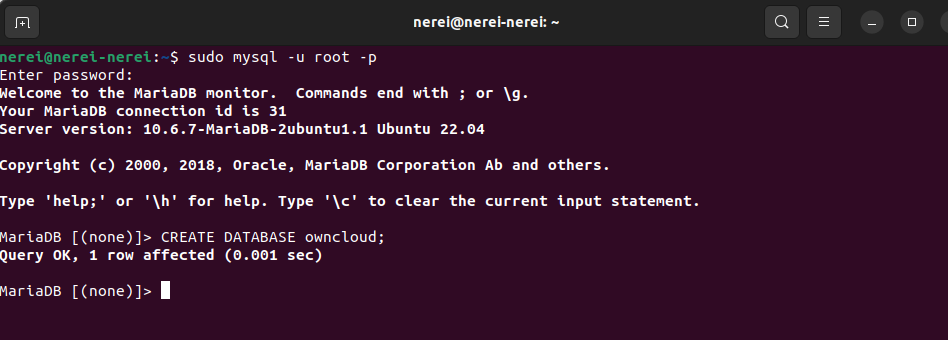 nerei@nerei-nerei: ~
nerei@nerei-nerei:~$ sudo mysql -u root -p
Enter password:
Welcome to the MariaDB monitor.  Commands end with ; or \g.
Your MariaDB connection id is 31
Server version: 10.6.7-MariaDB-2ubuntu1.1 Ubuntu 22.04
Copyright (c) 2000, 2018, Oracle, MariaDB Corporation Ab and others.
Type 'help;' or '\h' for help. Type '\c' to clear the current input statement.
MariaDB [(none)]> CREATE DATABASE owncloud;
Query OK, 1 row affected (0.001 sec)
MariaDB [(none)]>